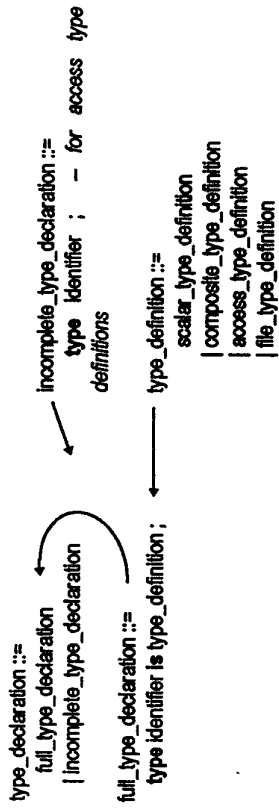 type_declaration ::=
full_type_declaration
| incomplete_type_declaration
incomplete_type_declaration ::=
type identifier ; – for access type
definitions
full_type_declaration ::=
type identifier is type_definition ;
type_definition ::=
scalar_type_definition
| composite_type_definition
| access_type_definition
| file_type_definition